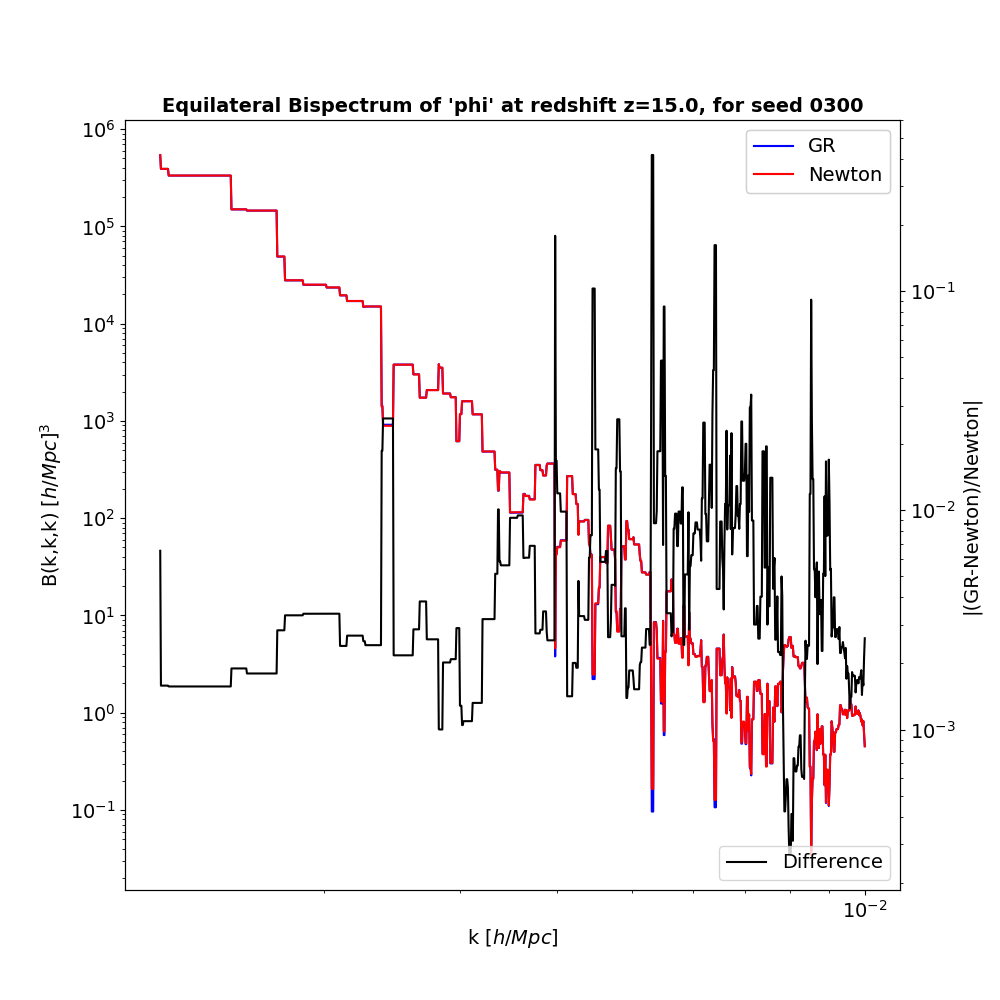 Equilateral Bispectrum of 'phi' at redshift z=15.0, for seed 0300
GR
Newton
10^6
10^5
10^4
10^3
10^2
10^1
10^0
10^-1
B(k,k,k) [h/Mpc]^3
10^-1
10^-2
10^-3
|(GR-Newton)/Newton|
Difference
10^-2
k [h/Mpc]